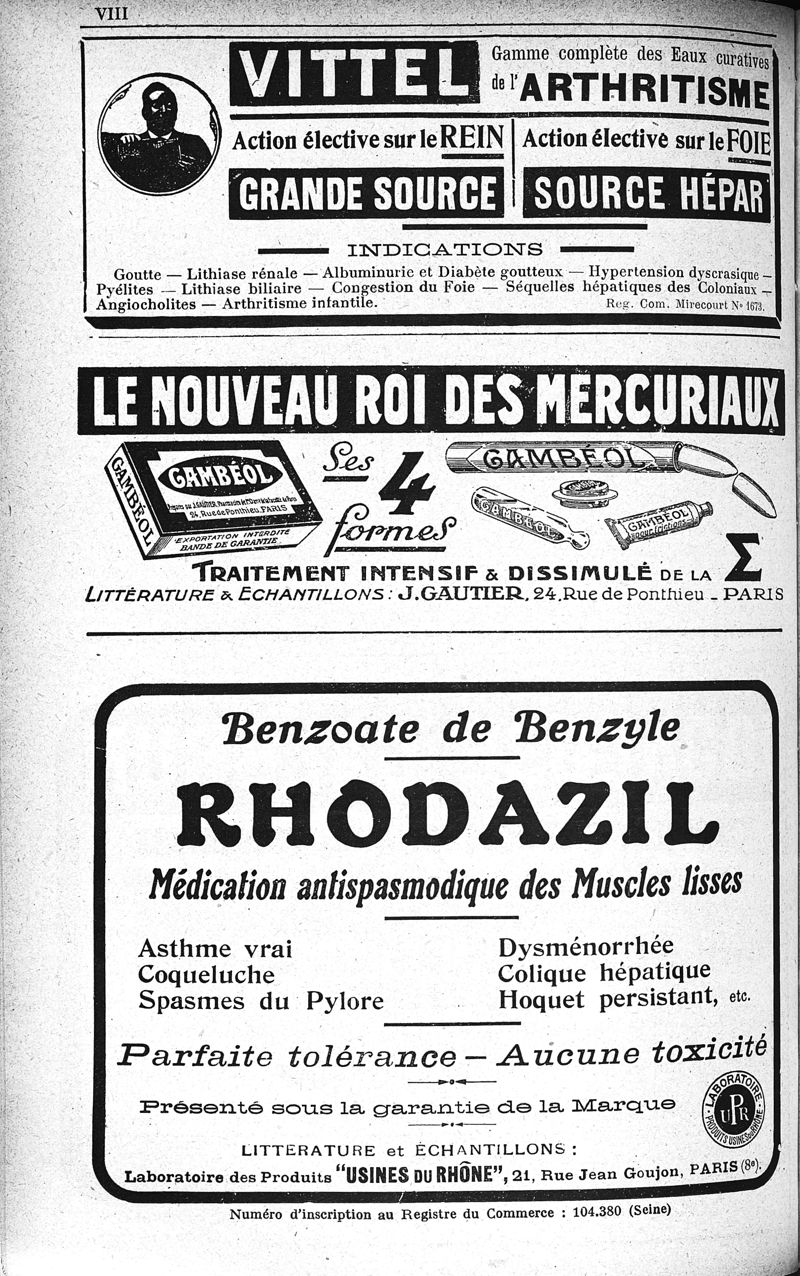 VIII
VITTEL
Gamme complète des Eaux curatives
de l' ARTHRITISME
Action élective sur le REIN
GRANDE SOURCE
Action élective sur le FOIE
SOURCE HÉPAR
INDICATIONS
Goutte — Lithiase rénale — Albuminurie et Diabète goutteux — Hypertension dyscrasique —
Pyélites — Lithiase biliaire — Congestion du Foie — Séquelles hépatiques des Coloniaux —
Angiocholites — Arthritisme infantile.
Reg. Com. Mirecourt Nº 1673.
LE NOUVEAU ROI DES MERCURIAUX
GAMBÉOL
GAMBÉOL
24, Rue de Ponthieu, PARIS
EXPORTATION INTERDITE
BANDE DE GARANTIE.
Ses 4 formes
GAMBÉOL
GAMBÉOL
GAMBÉOL
TRAITEMENT INTENSIF & DISSIMULÉ DE LA Σ
LITTÉRATURE & ECHANTILLONS : J. GAUTIER, 24, Rue de Ponthieu - PARIS
Benzoate de Benzyle
RHODAZIL
Médication antispasmodique des Muscles lisses
Asthme vrai
Coqueluche
Spasmes du Pylore
Dysménorrhée
Colique hépatique
Hoquet persistant, etc.
Parfaite tolérance — Aucune toxicité
Présenté sous la garantie de la Marque
LABORATOIRE
UPR
PRODUITS USINES DU RHÔNE
LITTERATURE et ÉCHANTILLONS :
Laboratoire des Produits "USINES DU RHÔNE", 21, Rue Jean Goujon, PARIS (8e).
Numéro d'inscription au Registre du Commerce : 104.380 (Seine)